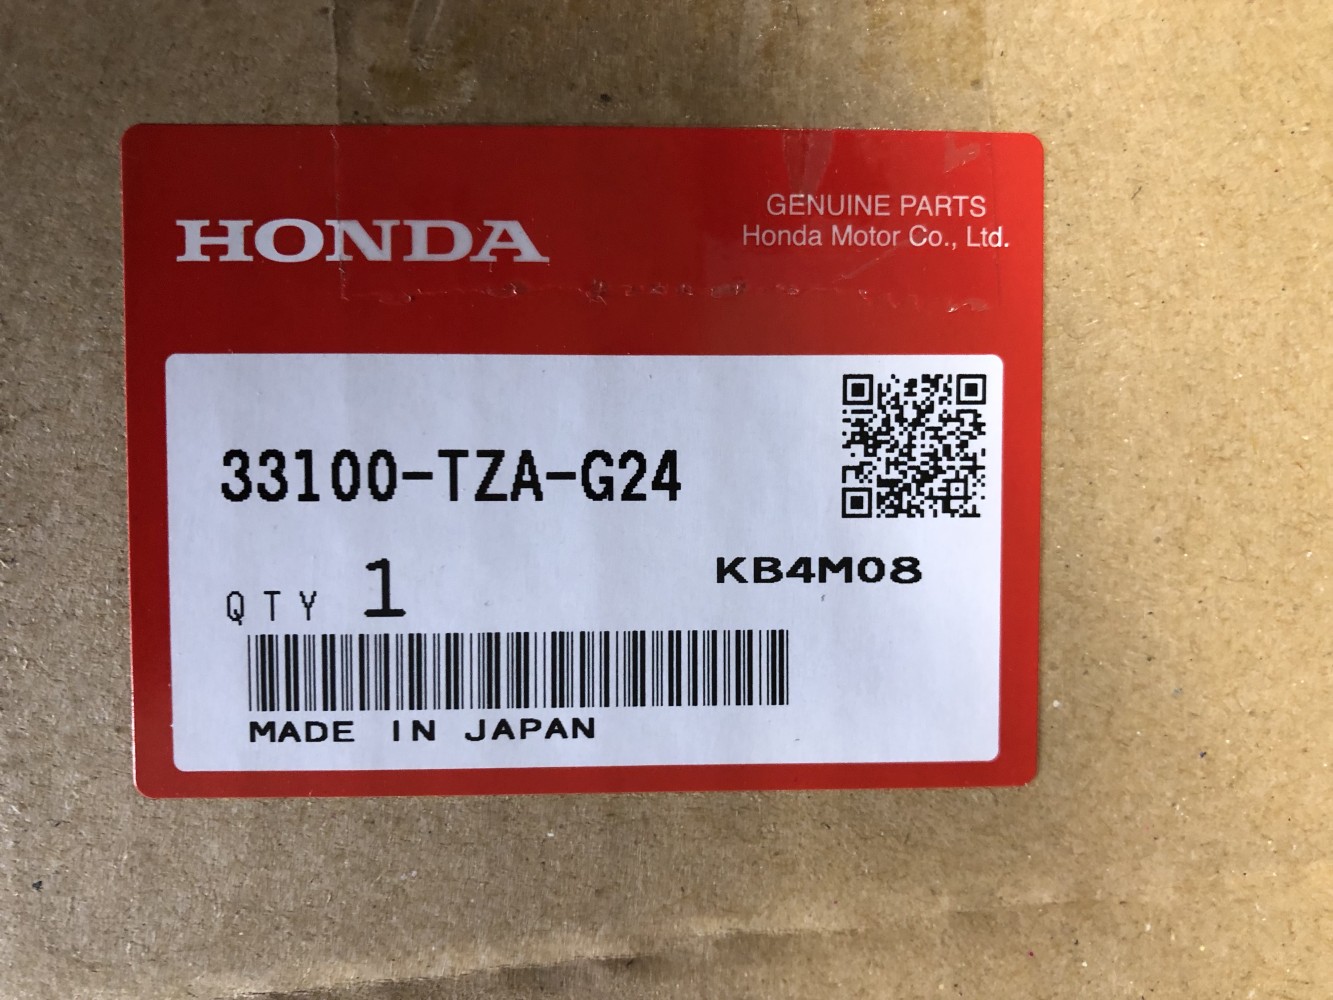 HONDA
GENUINE PARTS
Honda Motor Co., Ltd.
33100-TZA-G24
KB4M08
QTY 1
MADE IN JAPAN